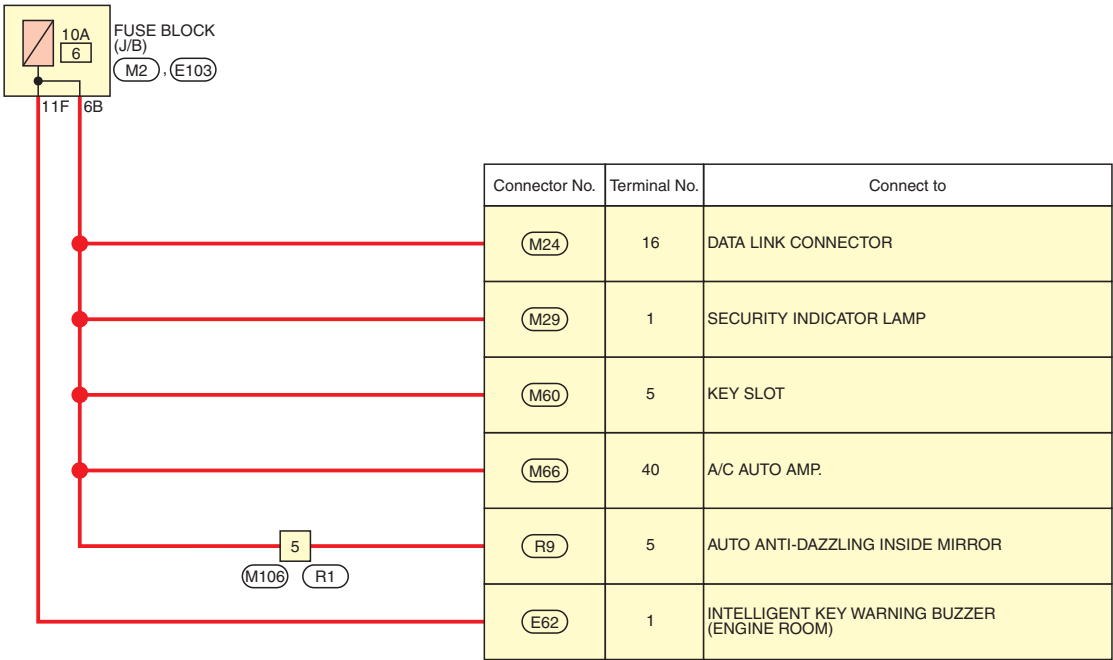 10A
6
FUSE BLOCK
(J/B)
M2 , E103
11F 6B
Connector No. Terminal No. Connect to
M24 16 DATA LINK CONNECTOR
M29 1 SECURITY INDICATOR LAMP
M60 5 KEY SLOT
M66 40 A/C AUTO AMP.
5
M106 R1
R9 5 AUTO ANTI-DAZZLING INSIDE MIRROR
E62 1 INTELLIGENT KEY WARNING BUZZER
(ENGINE ROOM)